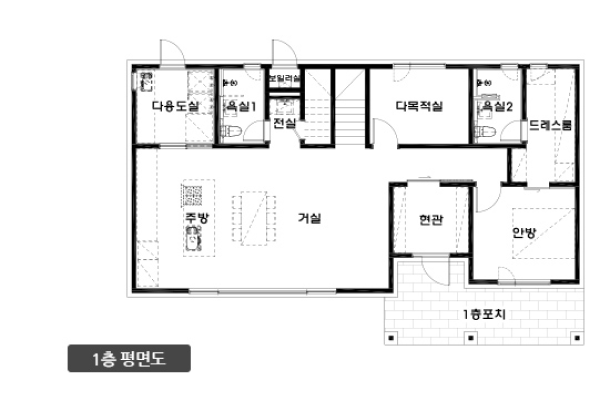 보일러실
다용도실
욕실1
다목적실
욕실2
전실
드레스룸
주방
거실
현관
안방
1층포치
1층 평면도